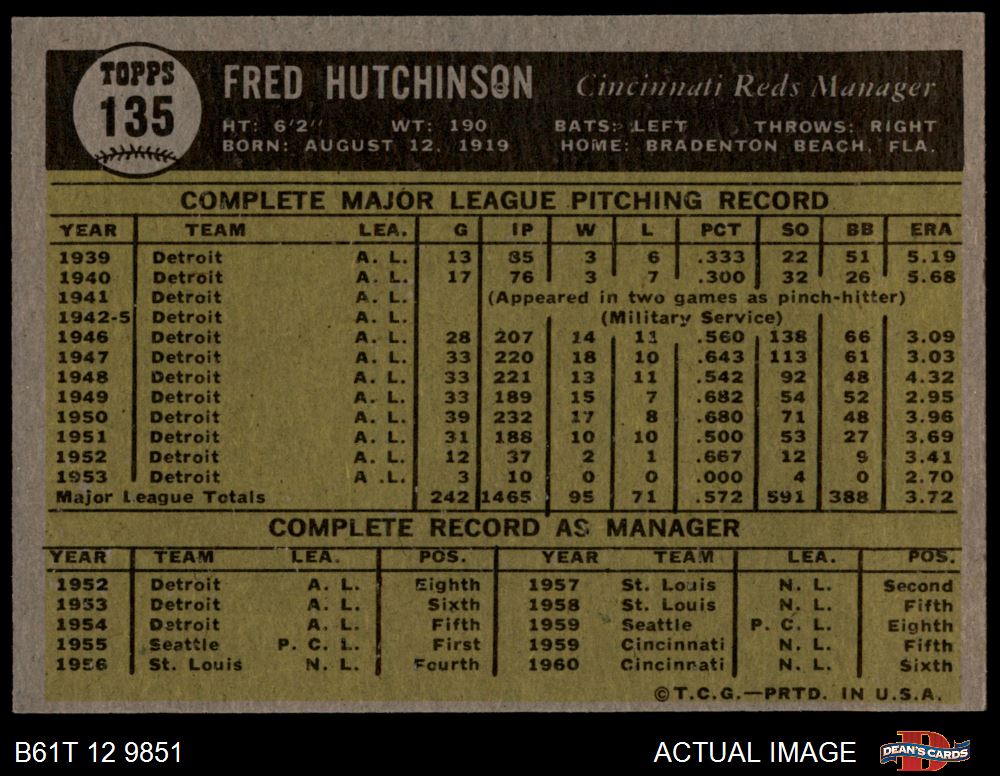 TOPPS
135
FRED HUTCHINSON Cincinnati Reds Manager
HT: 6'2" WT: 190 BATS: LEFT THROWS: RIGHT
BORN: AUGUST 12, 1919 HOME: BRADENTON BEACH, FLA.
COMPLETE MAJOR LEAGUE PITCHING RECORD
YEAR TEAM LEA. G IP W L PCT SO BB ERA
1939 Detroit A. L. 13 85 3 6 .333 22 51 5.19
1940 Detroit A. L. 17 76 3 7 .300 32 26 5.68
1941 Detroit A. L. (Appeared in two games as pinch-hitter)
1942-5 Detroit A. L. (Military Service)
1946 Detroit A. L. 28 207 14 11 .560 138 66 3.09
1947 Detroit A. L. 33 220 18 10 .643 113 61 3.03
1948 Detroit A. L. 33 221 13 11 .542 92 48 4.32
1949 Detroit A. L. 33 189 15 7 .682 54 52 2.95
1950 Detroit A. L. 39 232 17 8 .680 71 48 3.96
1951 Detroit A. L. 31 188 10 10 .500 53 27 3.69
1952 Detroit A. L. 12 37 2 1 .667 12 9 3.41
1953 Detroit A .L. 3 10 0 0 .000 4 0 2.70
Major League Totals 242 1465 95 71 .572 591 388 3.72
COMPLETE RECORD AS MANAGER
YEAR TEAM LEA. POS. YEAR TEAM LEA. POS.
1952 Detroit A. L. Eighth 1957 St. Louis N. L. Second
1953 Detroit A. L. Sixth 1958 St. Louis N. L. Fifth
1954 Detroit A. L. Fifth 1959 Seattle P. C. L. Eighth
1955 Seattle P. C. L. First 1959 Cincinnati N. L. Fifth
1956 St. Louis N. L. Fourth 1960 Cincinnati N. L. Sixth
©T.C.G.—PRTD. IN U.S.A.
B61T 12 9851 ACTUAL IMAGE DEAN'S CARDS